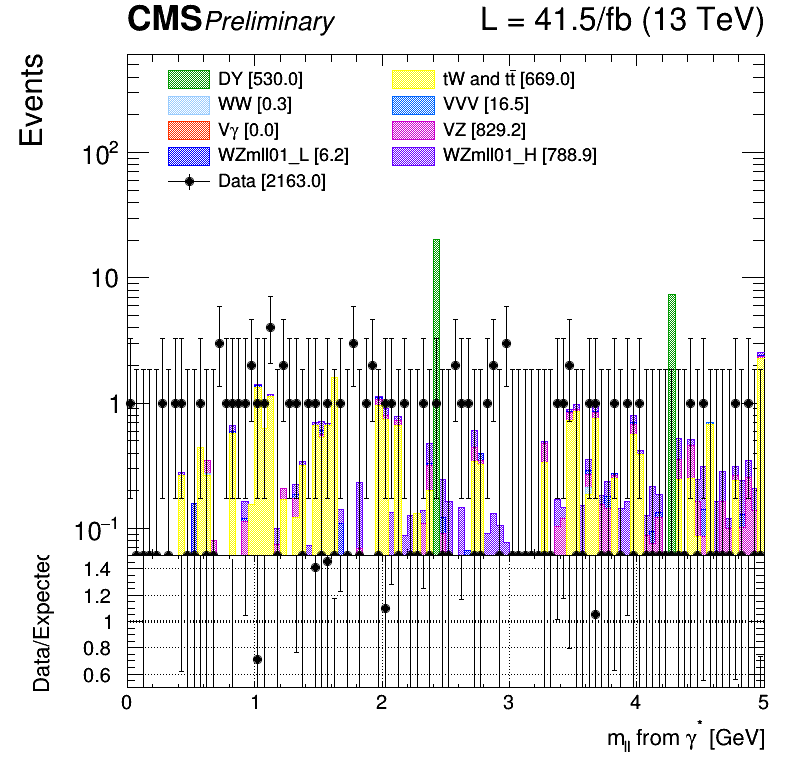 CMS Preliminary L = 41.5/fb (13 TeV)
Events
DY [530.0] tW and tt̄ [669.0]
WW [0.3] VVV [16.5]
Vγ [0.0] VZ [829.2]
WZmll01_L [6.2] WZmll01_H [788.9]
Data [2163.0]
10²
10
1
10⁻¹
Data/Expected
1.4
1.2
1
0.8
0.6
0 1 2 3 4 5
m_ll from γ* [GeV]